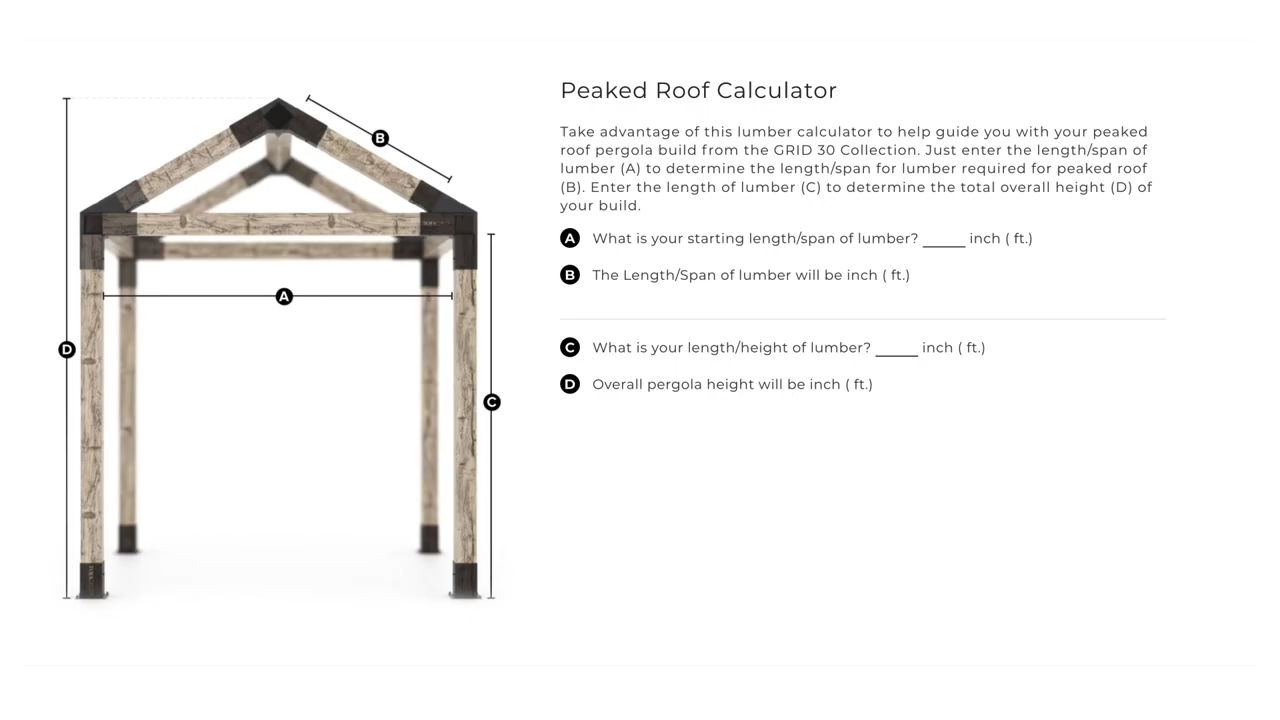 Peaked Roof Calculator
Take advantage of this lumber calculator to help guide you with your peaked
roof pergola build from the GRID 30 Collection. Just enter the length/span of
lumber (A) to determine the length/span for lumber required for peaked roof
(B). Enter the length of lumber (C) to determine the total overall height (D) of
your build.
A What is your starting length/span of lumber? ______ inch ( ft.)
B The Length/Span of lumber will be inch ( ft.)
C What is your length/height of lumber? ______ inch ( ft.)
D Overall pergola height will be inch ( ft.)
B
A
D
C